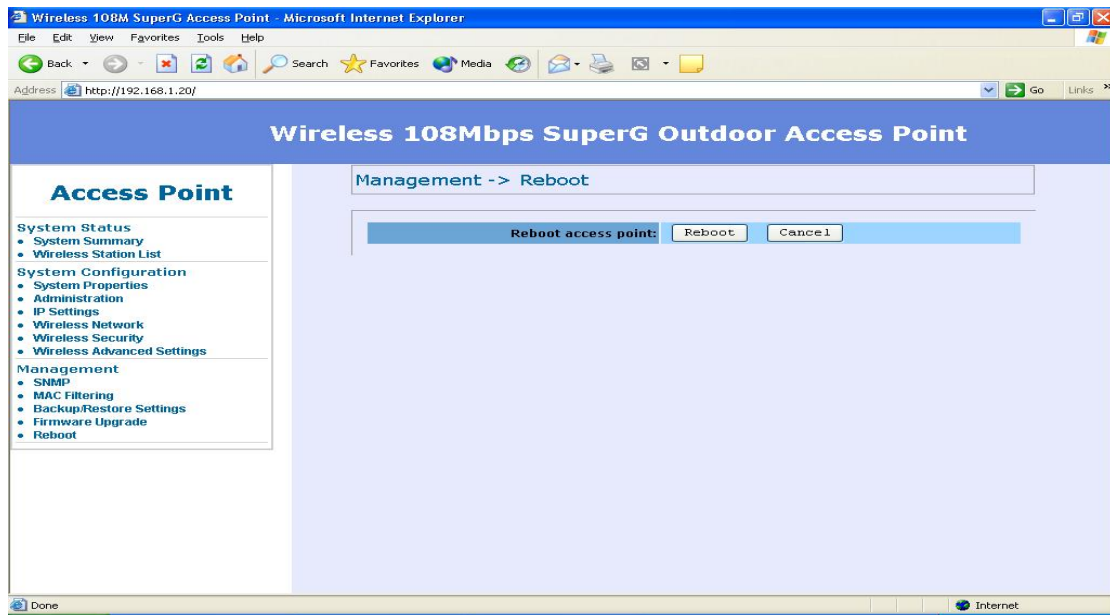 Wireless 108M SuperG Access Point - Microsoft Internet Explorer
File Edit View Favorites Tools Help
Back Search Favorites Media
Address http://192.168.1.20/ Go Links »
Wireless 108Mbps SuperG Outdoor Access Point
Access Point
System Status
• System Summary
• Wireless Station List
System Configuration
• System Properties
• Administration
• IP Settings
• Wireless Network
• Wireless Security
• Wireless Advanced Settings
Management
• SNMP
• MAC Filtering
• Backup/Restore Settings
• Firmware Upgrade
• Reboot
Management -> Reboot
Reboot access point: Reboot Cancel
Done Internet